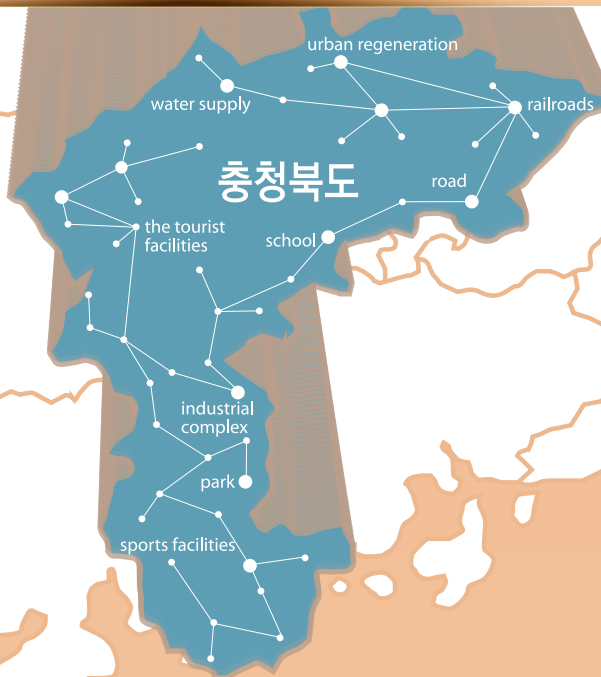 urban regeneration
water supply
railroads
충청북도
road
the tourist
facilities
school
industrial
complex
park
sports facilities